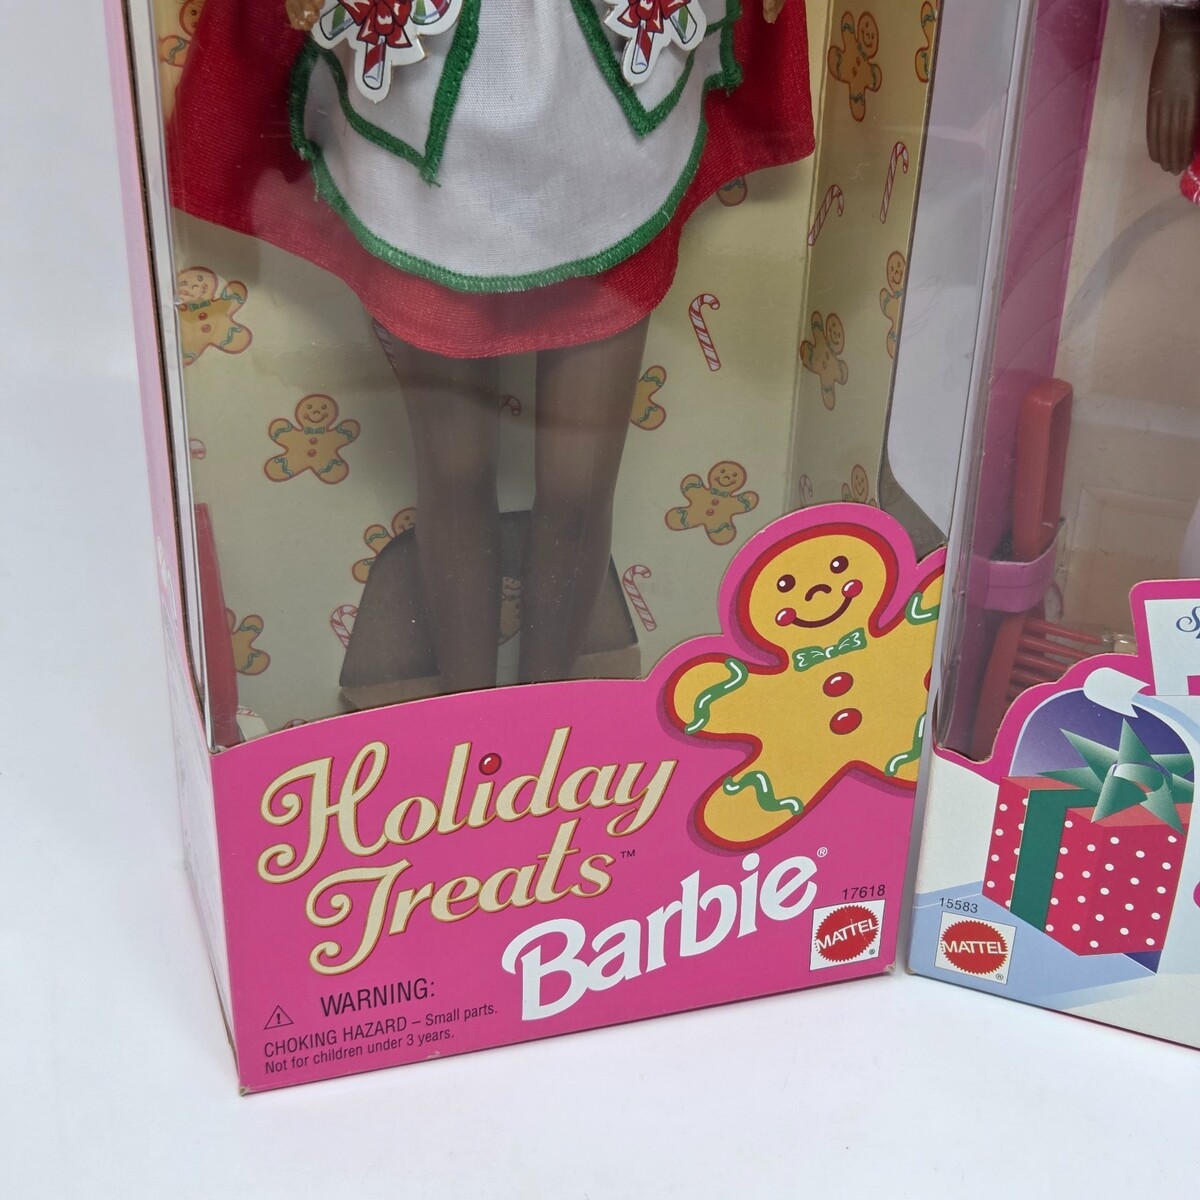 Holiday
Treats™
Barbie®
17618
MATTEL
®
WARNING:
CHOKING HAZARD – Small parts.
Not for children under 3 years.
15583
MATTEL
®